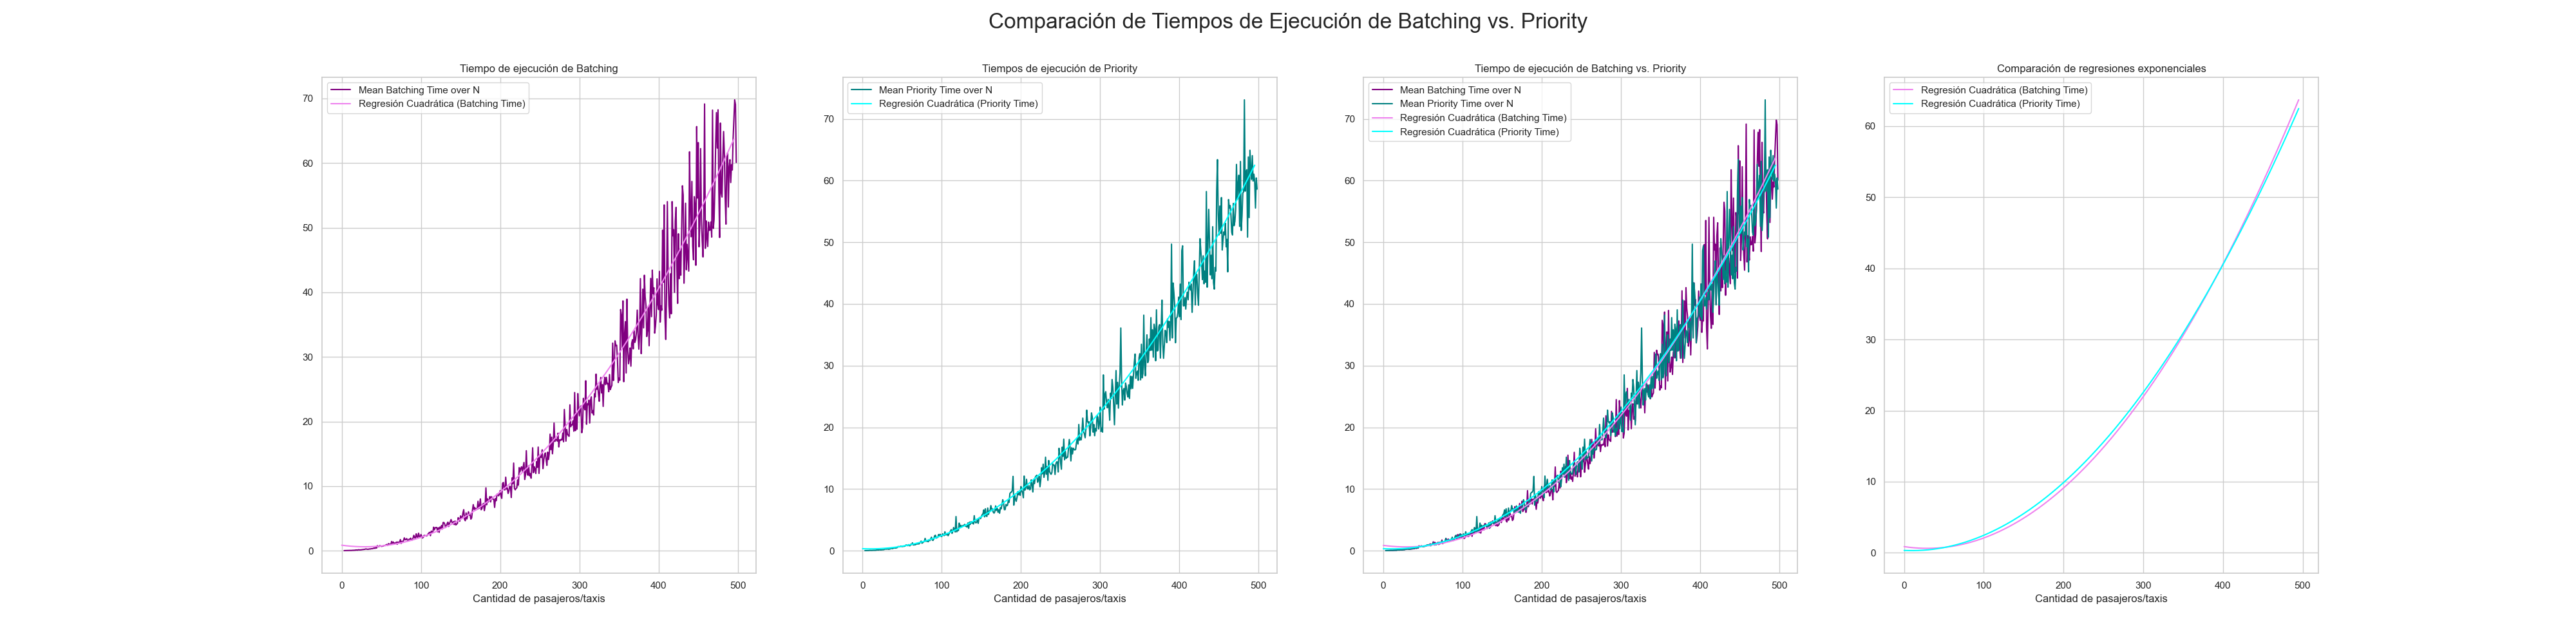 Comparación de Tiempos de Ejecución de Batching vs. Priority
Tiempo de ejecución de Batching
Mean Batching Time over N
Regresión Cuadrática (Batching Time)
70
60
50
40
30
20
10
0
0 100 200 300 400 500
Cantidad de pasajeros/taxis
Tiempos de ejecución de Priority
Mean Priority Time over N
Regresión Cuadrática (Priority Time)
70
60
50
40
30
20
10
0
0 100 200 300 400 500
Cantidad de pasajeros/taxis
Tiempo de ejecución de Batching vs. Priority
Mean Batching Time over N
Mean Priority Time over N
Regresión Cuadrática (Batching Time)
Regresión Cuadrática (Priority Time)
70
60
50
40
30
20
10
0
0 100 200 300 400 500
Cantidad de pasajeros/taxis
Comparación de regresiones exponenciales
Regresión Cuadrática (Batching Time)
Regresión Cuadrática (Priority Time)
60
50
40
30
20
10
0
0 100 200 300 400 500
Cantidad de pasajeros/taxis